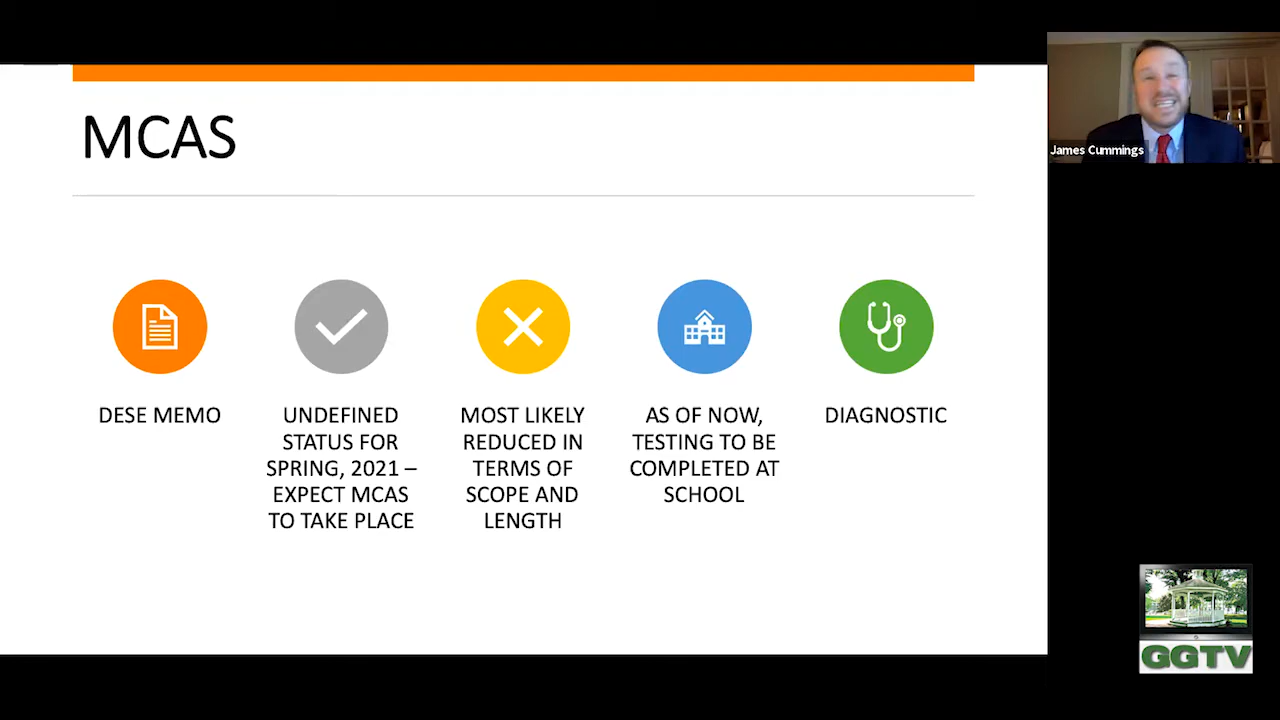 MCAS
James Cummings
DESE MEMO
UNDEFINED
STATUS FOR
SPRING, 2021 –
EXPECT MCAS
TO TAKE PLACE
MOST LIKELY
REDUCED IN
TERMS OF
SCOPE AND
LENGTH
AS OF NOW,
TESTING TO BE
COMPLETED AT
SCHOOL
DIAGNOSTIC
GGTV